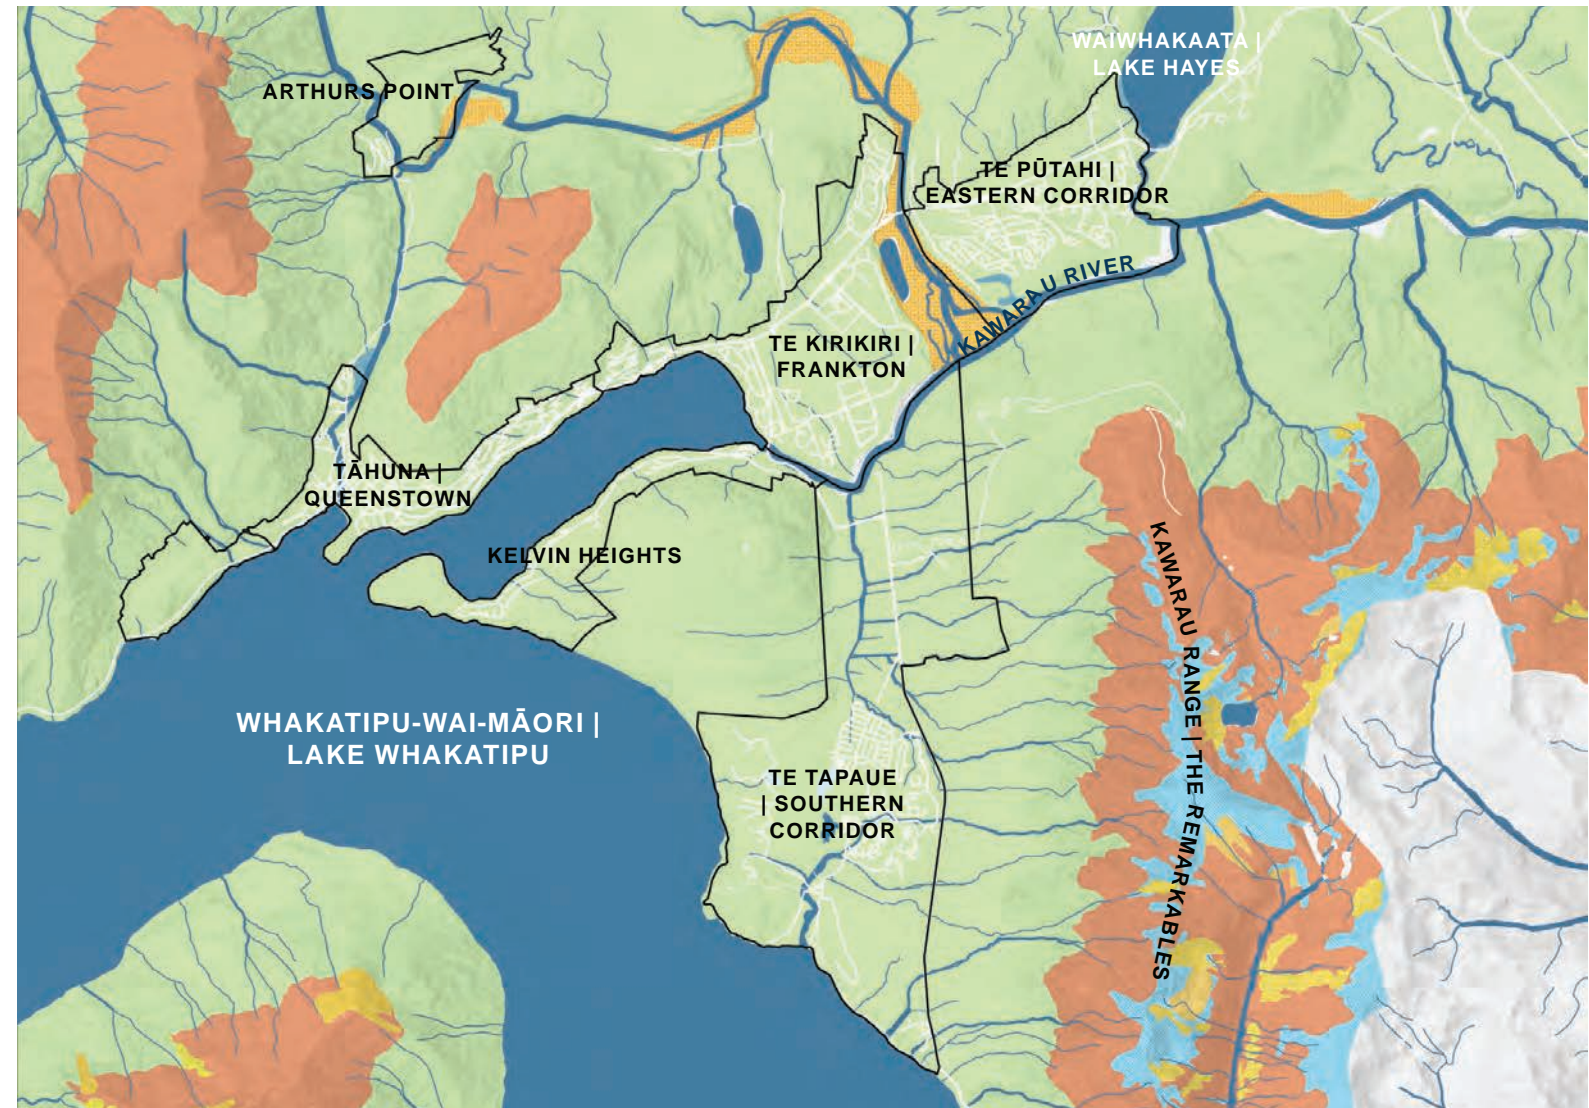 WAIWHAKAATA |
LAKE HAYES
ARTHURS POINT
TE PŪTAHI |
EASTERN CORRIDOR
KAWARAU RIVER
TE KIRIKIRI |
FRANKTON
TĀHUNA |
QUEENSTOWN
KELVIN HEIGHTS
KAWARAU RANGE | THE REMARKABLES
WHAKATIPU-WAI-MĀORI |
LAKE WHAKATIPU
TE TAPAUE
| SOUTHERN
CORRIDOR